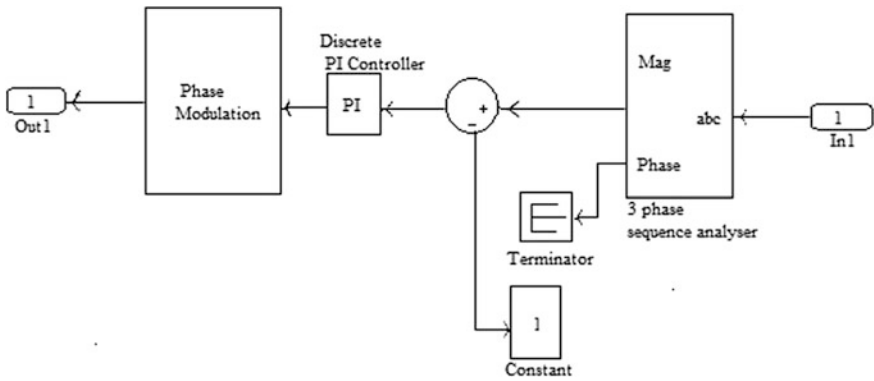 Discrete
PI Controller
Phase
Modulation
PI
+
−
Mag
abc
Phase
1
Out1
1
In1
3 phase
sequence analyser
Terminator
1
Constant